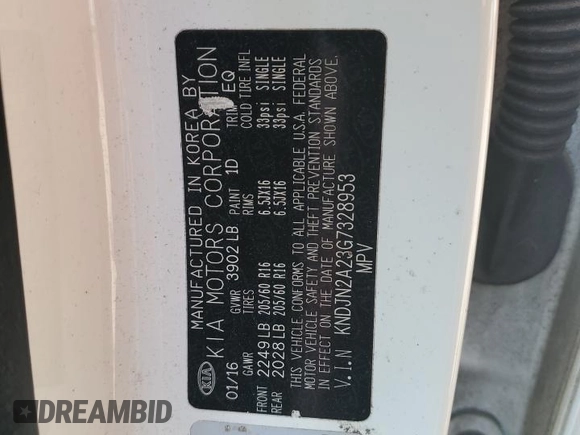 MANUFACTURED IN KOREA BY
KIA KIA MOTORS CORPORATION
01/16 GVWR 3902 LB PAINT 1D TRIM EQ
GAWR TIRES RIMS COLD TIRE INFL
FRONT 2249 LB 205/60 R16 6.5JX16 33psi SINGLE
REAR 2028 LB 205/60 R16 6.5JX16 33psi SINGLE
THIS VEHICLE CONFORMS TO ALL APPLICABLE U.S.A. FEDERAL
MOTOR VEHICLE SAFETY AND THEFT PREVENTION STANDARDS
IN EFFECT ON THE DATE OF MANUFACTURE SHOWN ABOVE.
V.I.N KNDJN2A23G7328953
MPV
DREAMBID